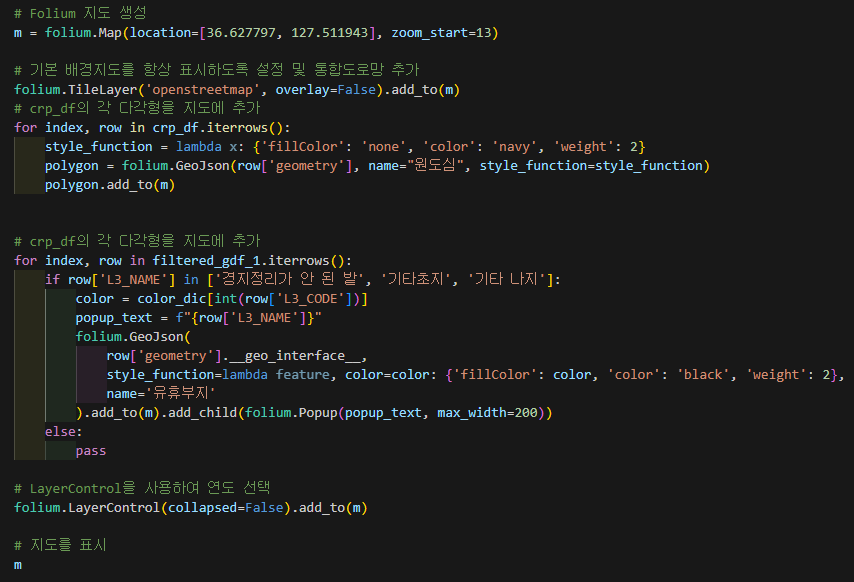 # Folium 지도 생성
m = folium.Map(location=[36.627797, 127.511943], zoom_start=13)
# 기본 배경지도를 항상 표시하도록 설정 및 통합도로망 추가
folium.TileLayer('openstreetmap', overlay=False).add_to(m)
# crp_df의 각 다각형을 지도에 추가
for index, row in crp_df.iterrows():
    style_function = lambda x: {'fillColor': 'none', 'color': 'navy', 'weight': 2}
    polygon = folium.GeoJson(row['geometry'], name="원도심", style_function=style_function)
    polygon.add_to(m)
# crp_df의 각 다각형을 지도에 추가
for index, row in filtered_gdf_1.iterrows():
    if row['L3_NAME'] in ['경지정리가 안 된 밭', '기타초지', '기타 나지']:
        color = color_dic[int(row['L3_CODE'])]
        popup_text = f"{row['L3_NAME']}"
        folium.GeoJson(
            row['geometry'].__geo_interface__,
            style_function=lambda feature, color=color: {'fillColor': color, 'color': 'black', 'weight': 2},
            name='유휴부지'
        ).add_to(m).add_child(folium.Popup(popup_text, max_width=200))
    else:
        pass
# LayerControl을 사용하여 연도 선택
folium.LayerControl(collapsed=False).add_to(m)
# 지도를 표시
m